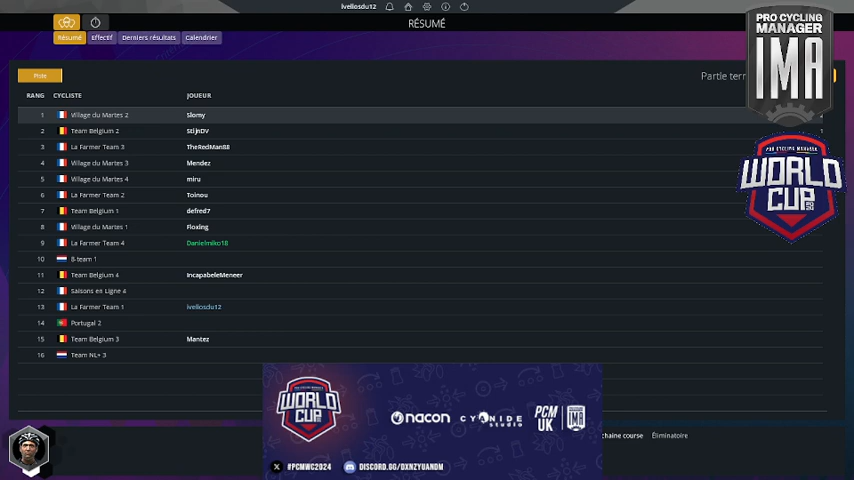 ivellosdu12
RÉSUMÉ
Résumé Effectif Derniers résultats Calendrier
Piste
Partie ter
RANG CYCLISTE JOUEUR
1 Village du Martes 2 Slomy
2 Team Belgium 2 StijnDV 1
3 La Farmer Team 3 TheRedMan88
4 Village du Martes 3 Mendez
5 Village du Martes 4 miru
6 La Farmer Team 2 Toinou
7 Team Belgium 1 defred7
8 Village du Martes 1 Floxing
9 La Farmer Team 4 Danielmiko18
10 B-team 1
11 Team Belgium 4 IncapabeleMeneer
12 Saisons en Ligne 4
13 La Farmer Team 1 ivellosdu12
14 Portugal 2
15 Team Belgium 3 Mantez
16 Team NL+ 3
PRO CYCLING
MANAGER
IMA
PRO CYCLING MANAGER
WORLD
CUP
PRO CYCLING MANAGER
WORLD
CUP
nacon CYANIDE studio PCM UK IMA
#PCMWC2024 DISCORD.GG/DXNZYUANDM
chaine course Éliminatoire